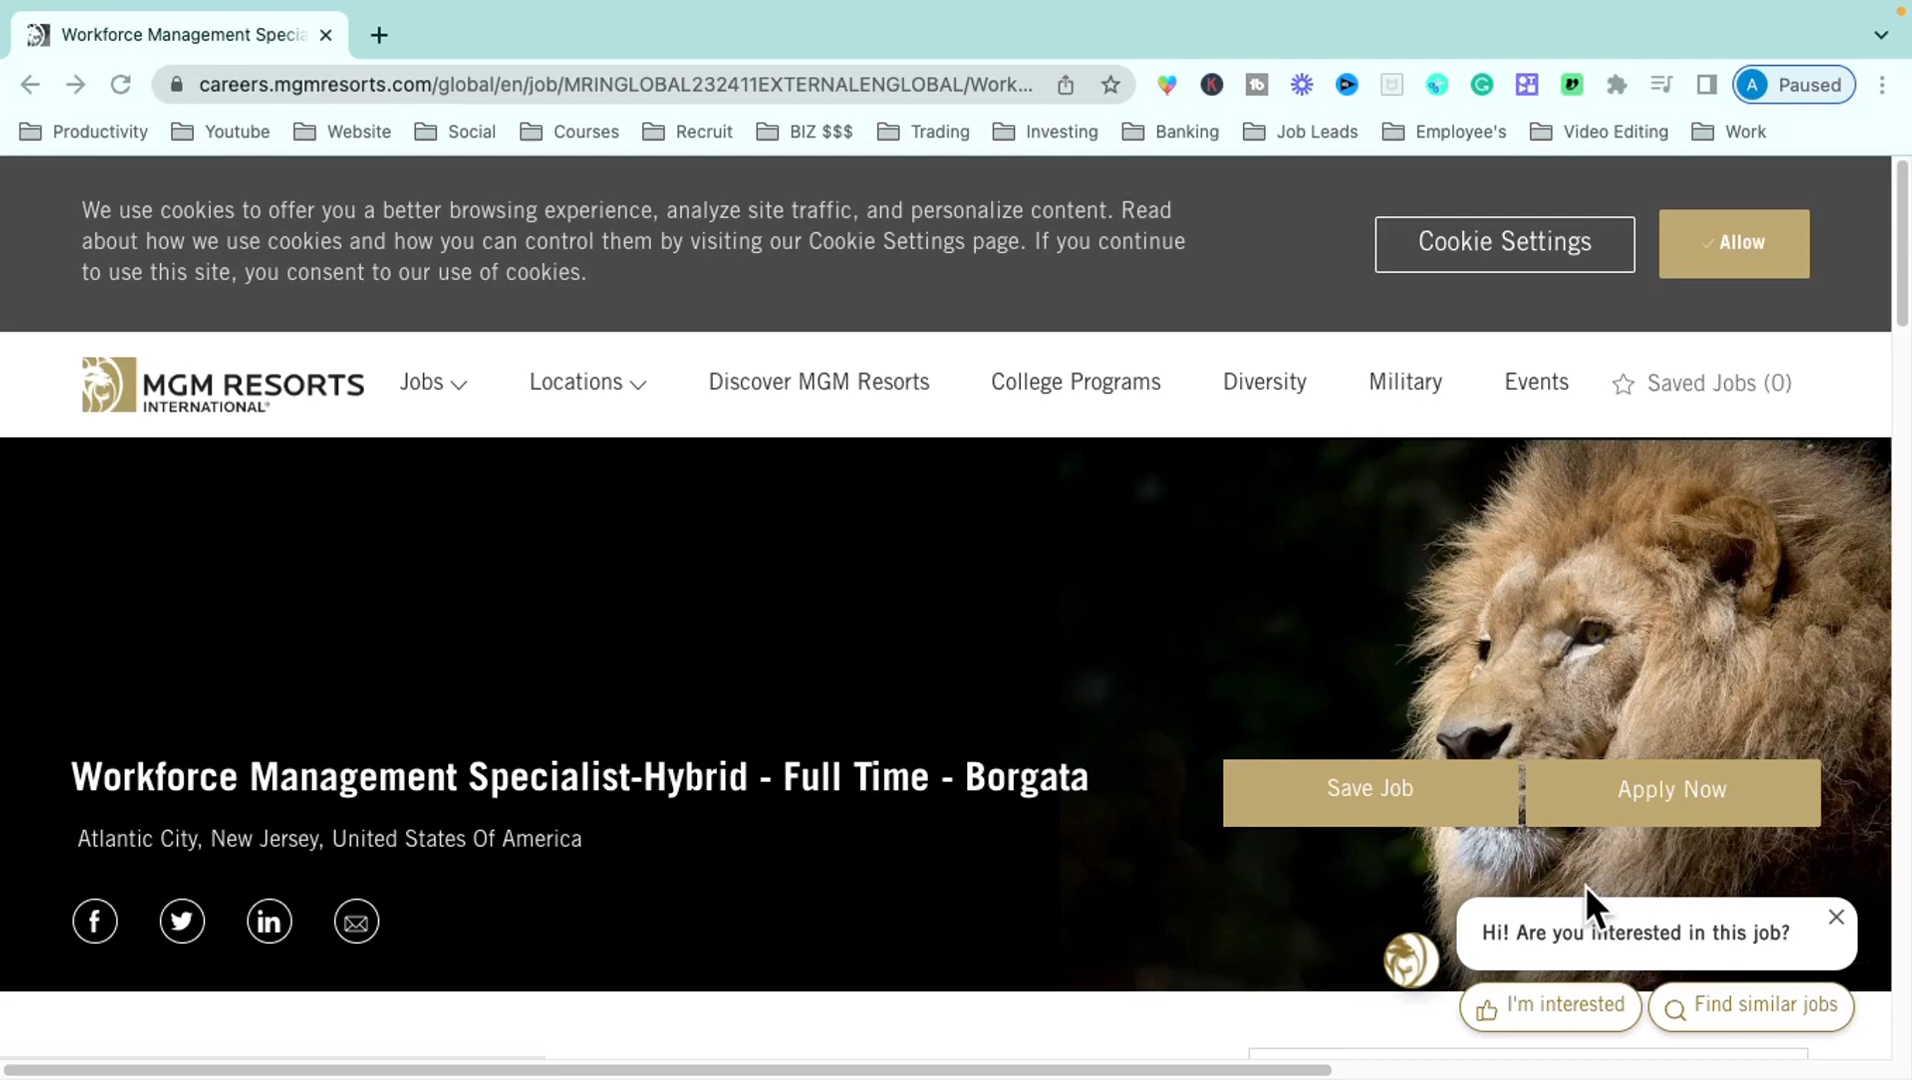 Workforce Management Specia
careers.mgmresorts.com/global/en/job/MRINGLOBAL232411EXTERNALENGLOBAL/Work...
A Paused
Productivity Youtube Website Social Courses Recruit BIZ $$$ Trading Investing Banking Job Leads Employee's Video Editing Work
We use cookies to offer you a better browsing experience, analyze site traffic, and personalize content. Read
about how we use cookies and how you can control them by visiting our Cookie Settings page. If you continue
to use this site, you consent to our use of cookies.
Cookie Settings
Allow
MGM RESORTS
INTERNATIONAL®
Jobs Locations Discover MGM Resorts College Programs Diversity Military Events Saved Jobs (0)
Workforce Management Specialist-Hybrid - Full Time - Borgata
Save Job
Apply Now
Atlantic City, New Jersey, United States Of America
Hi! Are you interested in this job?
I'm interested
Find similar jobs